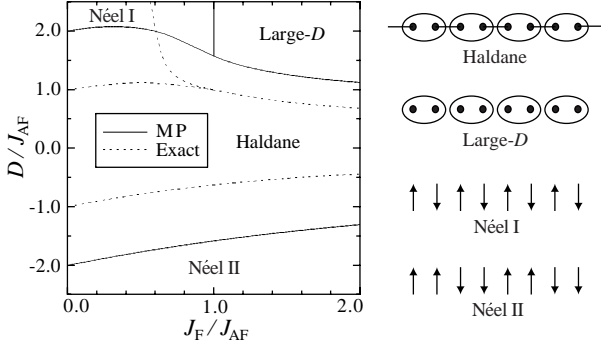 Néel I
Large-D
Haldane
Néel II
MP
Exact
2.0
1.0
0.0
-1.0
-2.0
D/J_AF
0.0
1.0
2.0
J_F/J_AF
Haldane
Large-D
Néel I
Néel II